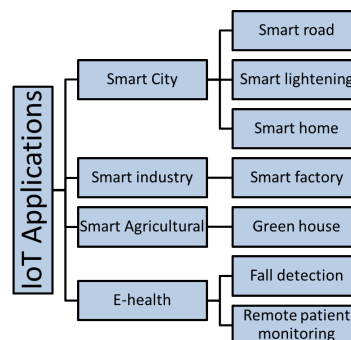 IoT Applications
Smart City
Smart road
Smart lightening
Smart home
Smart industry
Smart factory
Smart Agricultural
Green house
E-health
Fall detection
Remote patient
monitoring